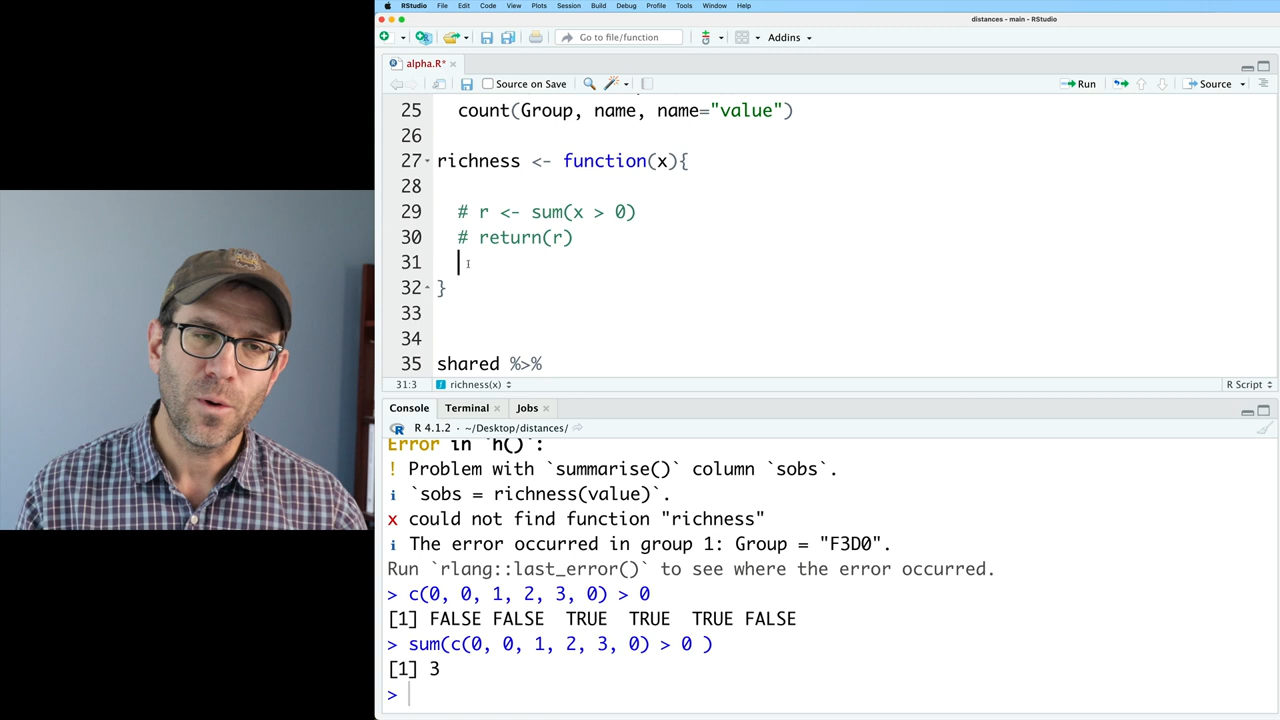 RStudio File Edit Code View Plots Session Build Debug Profile Tools Window Help
distances - main - RStudio
Go to file/function Addins
alpha.R*
Source on Save Run Source
25 count(Group, name, name="value")
26
27 richness <- function(x){
28
29 # r <- sum(x > 0)
30 # return(r)
31
32 }
33
34
35 shared %>%
31:3 richness(x) R Script
Console Terminal Jobs
R 4.1.2 · ~/Desktop/distances/
Error in `h()`:
! Problem with `summarise()` column `sobs`.
i `sobs = richness(value)`.
x could not find function "richness"
i The error occurred in group 1: Group = "F3D0".
Run `rlang::last_error()` to see where the error occurred.
> c(0, 0, 1, 2, 3, 0) > 0
[1] FALSE FALSE TRUE TRUE TRUE FALSE
> sum(c(0, 0, 1, 2, 3, 0) > 0 )
[1] 3
>